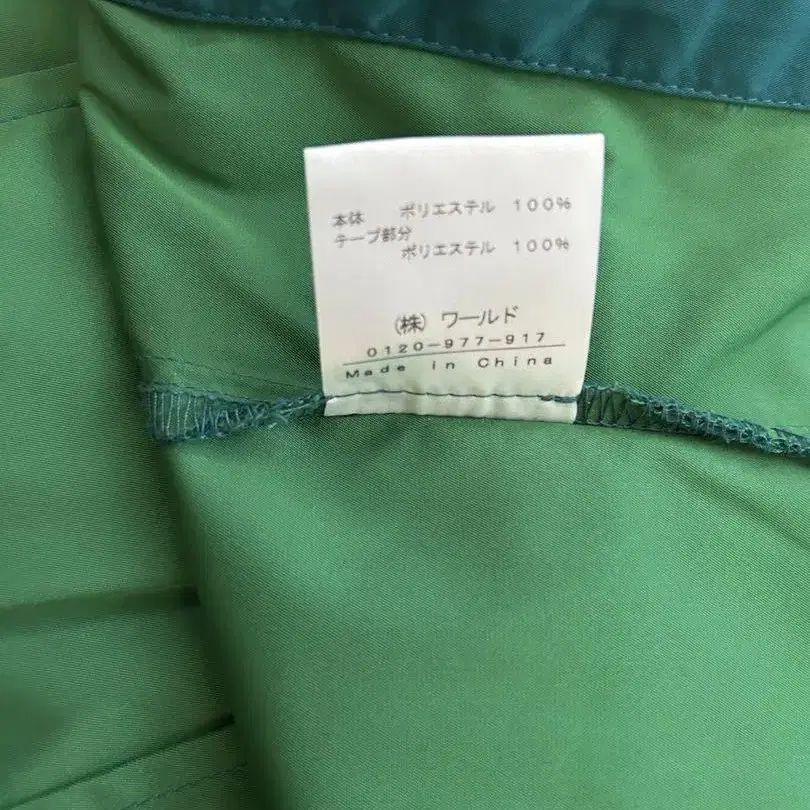 本体 ポリエステル 100%
テープ部分
ポリエステル 100%
(株) ワールド
0120-977-917
Made in China